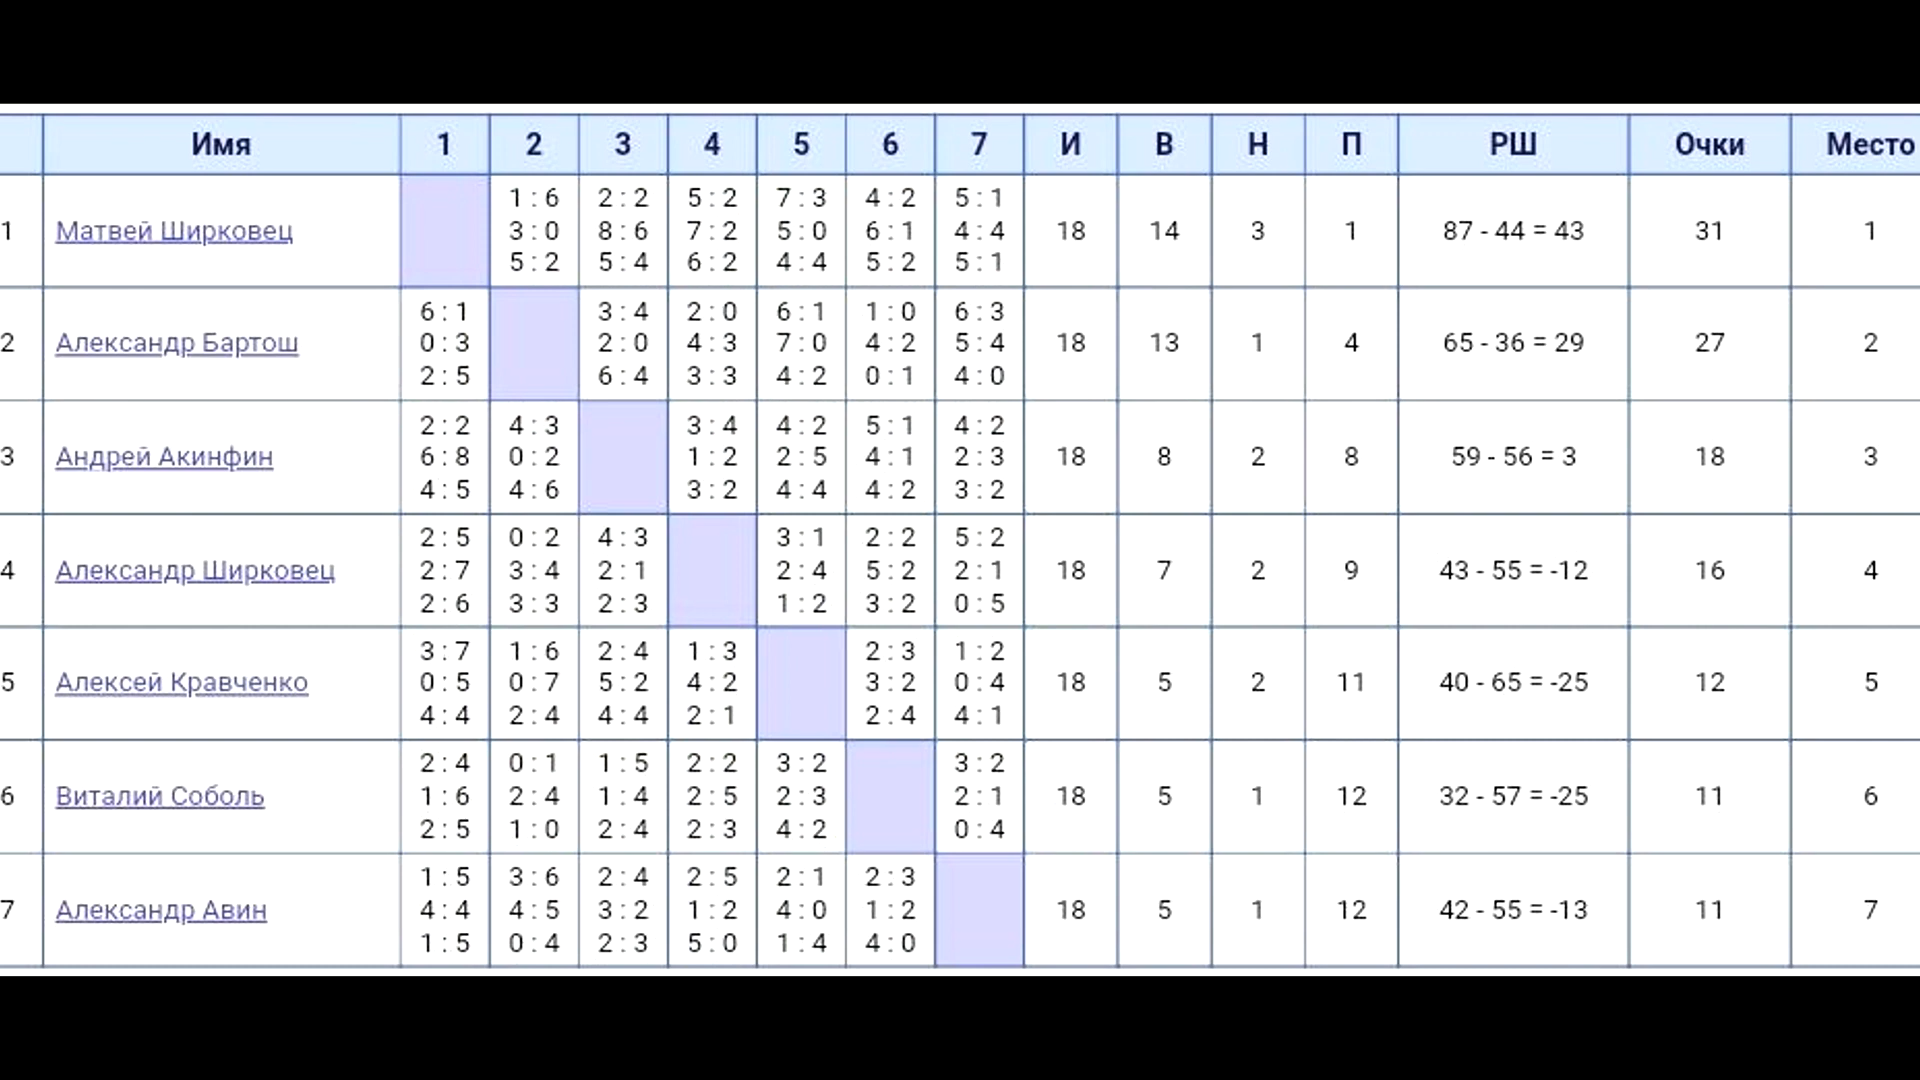 Имя 1 2 3 4 5 6 7 И В Н П РШ Очки Место
1:6 2:2 5:2 7:3 4:2 5:1
1 Матвей Ширковец 3:0 8:6 7:2 5:0 6:1 4:4 18 14 3 1 87 - 44 = 43 31 1
5:2 5:4 6:2 4:4 5:2 5:1
6:1 3:4 2:0 6:1 1:0 6:3
2 Александр Бартош 0:3 2:0 4:3 7:0 4:2 5:4 18 13 1 4 65 - 36 = 29 27 2
2:5 6:4 3:3 4:2 0:1 4:0
2:2 4:3 3:4 4:2 5:1 4:2
3 Андрей Акинфин 6:8 0:2 1:2 2:5 4:1 2:3 18 8 2 8 59 - 56 = 3 18 3
4:5 4:6 3:2 4:4 4:2 3:2
2:5 0:2 4:3 3:1 2:2 5:2
4 Александр Ширковец 2:7 3:4 2:1 2:4 5:2 2:1 18 7 2 9 43 - 55 = -12 16 4
2:6 3:3 2:3 1:2 3:2 0:5
3:7 1:6 2:4 1:3 2:3 1:2
5 Алексей Кравченко 0:5 0:7 5:2 4:2 3:2 0:4 18 5 2 11 40 - 65 = -25 12 5
4:4 2:4 4:4 2:1 2:4 4:1
2:4 0:1 1:5 2:2 3:2 3:2
6 Виталий Соболь 1:6 2:4 1:4 2:5 2:3 2:1 18 5 1 12 32 - 57 = -25 11 6
2:5 1:0 2:4 2:3 4:2 0:4
1:5 3:6 2:4 2:5 2:1 2:3
7 Александр Авин 4:4 4:5 3:2 1:2 4:0 1:2 18 5 1 12 42 - 55 = -13 11 7
1:5 0:4 2:3 5:0 1:4 4:0